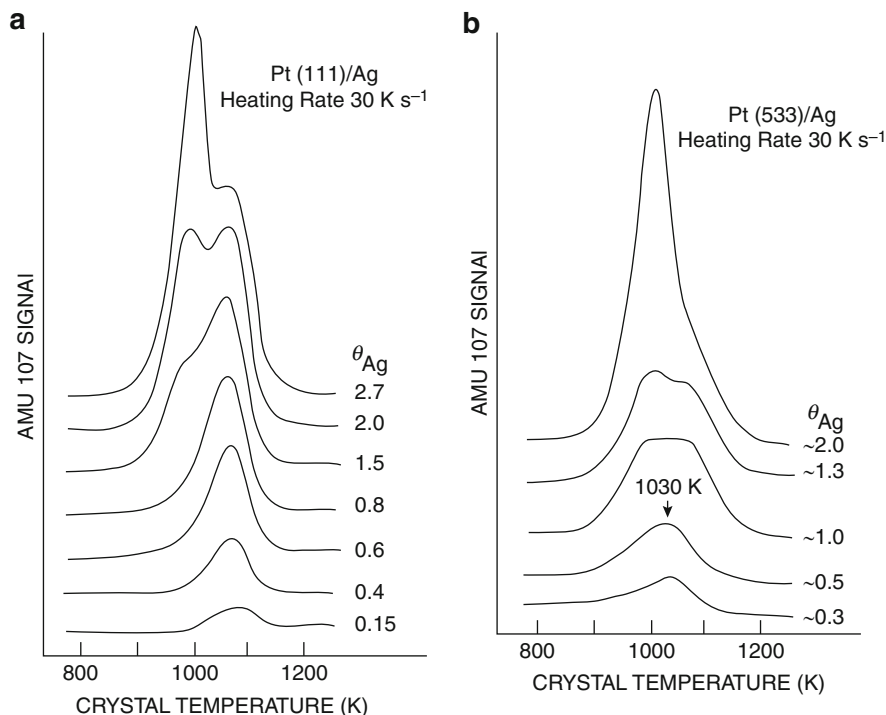 a
Pt (111)/Ag
Heating Rate 30 K s⁻¹
AMU 107 SIGNAl
θAg
2.7
2.0
1.5
0.8
0.6
0.4
0.15
800
1000
1200
CRYSTAL TEMPERATURE (K)
b
Pt (533)/Ag
Heating Rate 30 K s⁻¹
AMU 107 SIGNAl
θAg
~2.0
~1.3
1030 K
~1.0
~0.5
~0.3
800
1000
1200
CRYSTAL TEMPERATURE (K)